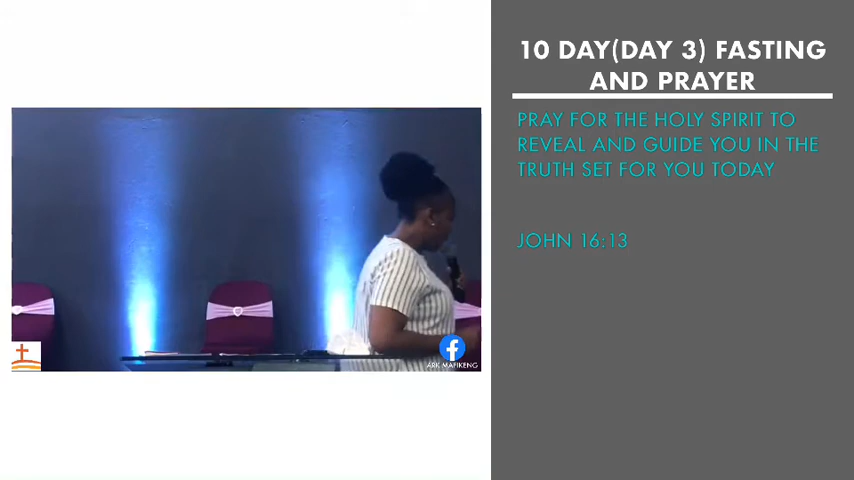 10 DAY(DAY 3) FASTING
AND PRAYER
PRAY FOR THE HOLY SPIRIT TO
REVEAL AND GUIDE YOU IN THE
TRUTH SET FOR YOU TODAY
JOHN 16:13
ARK MAFIKENG